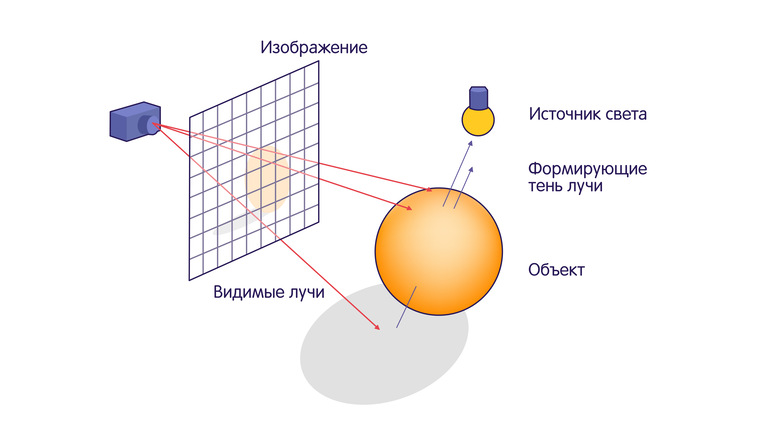 Изображение
Источник света
Формирующие
тень лучи
Объект
Видимые лучи